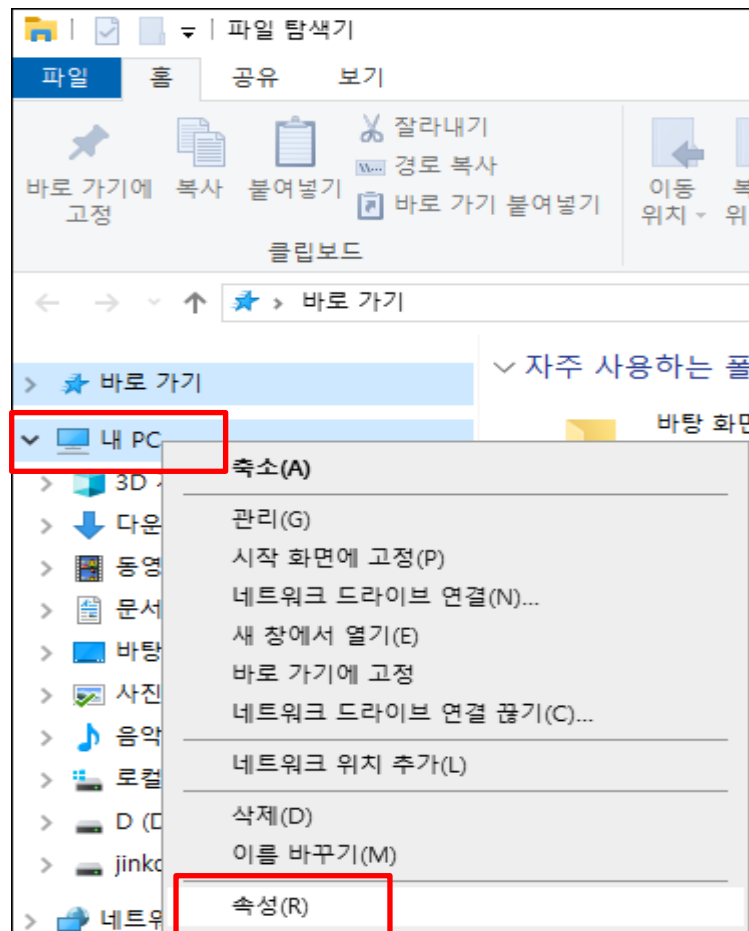 파일 탐색기
파일 홈 공유 보기
바로 가기에
고정
복사
붙여넣기
잘라내기
경로 복사
바로 가기 붙여넣기
이동
위치
클립보드
바로 가기
바로 가기
자주 사용하는
내 PC
3D
바탕
축소(A)
관리(G)
시작 화면에 고정(P)
네트워크 드라이브 연결(N)...
새 창에서 열기(E)
바로 가기에 고정
네트워크 드라이브 연결 끊기(C)...
네트워크 위치 추가(L)
삭제(D)
이름 바꾸기(M)
속성(R)
다운
동영
문서
바탕
사진
음악
로컬
D